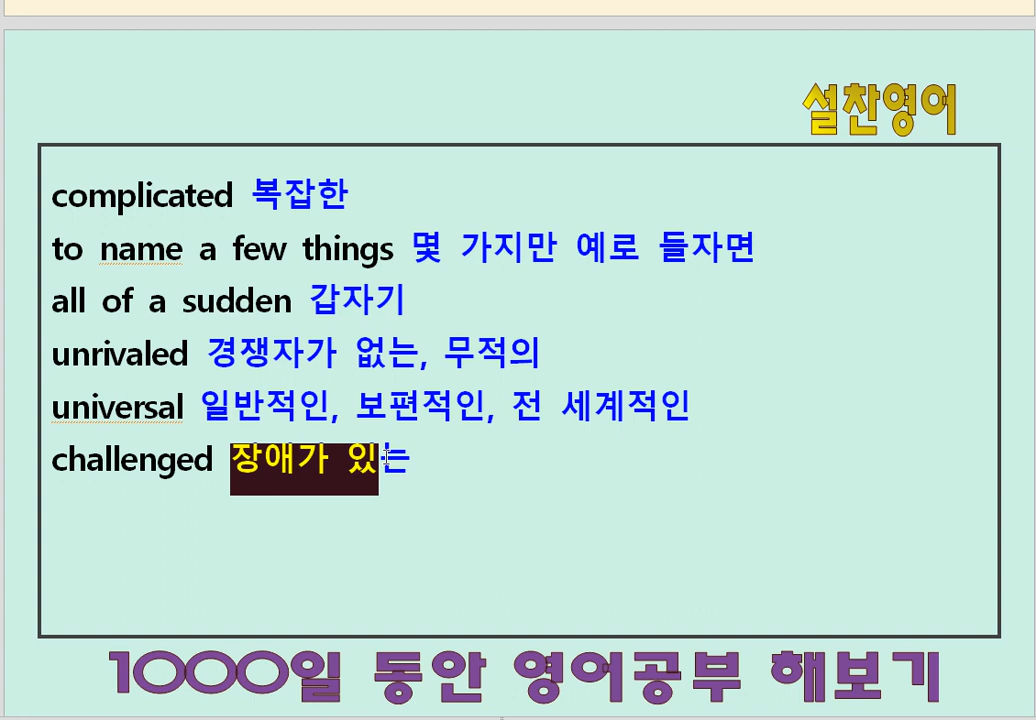 설찬영어
complicated 복잡한
to name a few things 몇 가지만 예로 들자면
all of a sudden 갑자기
unrivaled 경쟁자가 없는, 무적의
universal 일반적인, 보편적인, 전 세계적인
challenged 장애가 있는
1000일 동안 영어공부 해보기